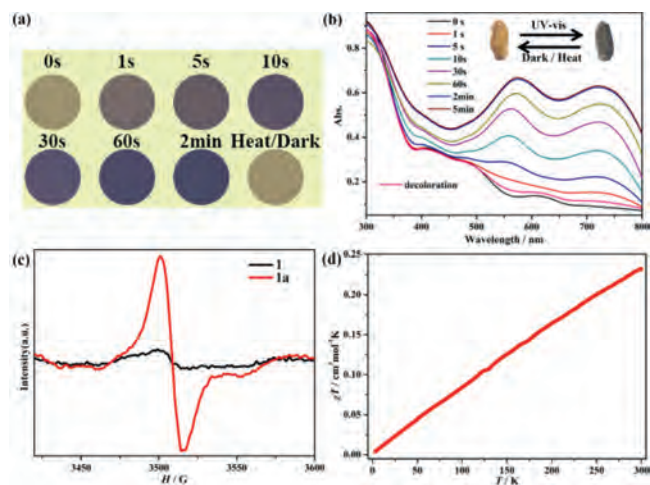 (a)
0s 1s 5s 10s
30s 60s 2min Heat/Dark
(b)
0 s
1 s
5 s
10s
30s
60s
2min
5min
decoloration
UV-vis
Dark / Heat
Abs.
0.8
0.6
0.4
0.2
300 400 500 600 700 800
Wavelength / nm
(c)
1
1a
Intensity(a.u.)
3450 3500 3550 3600
H / G
(d)
χT / cm³mol⁻¹K
0.25
0.20
0.15
0.10
0.05
0.00
0 50 100 150 200 250 300
T / K